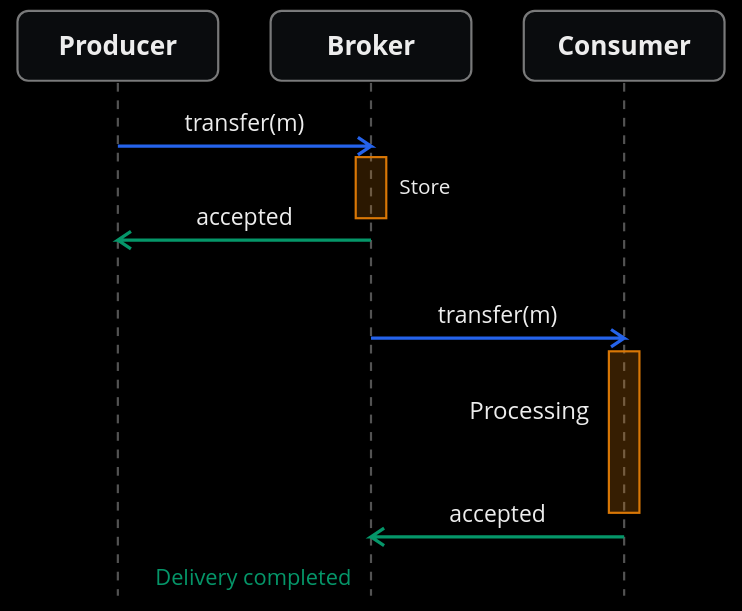 Producer
Broker
Consumer
transfer(m)
Store
accepted
transfer(m)
Processing
accepted
Delivery completed